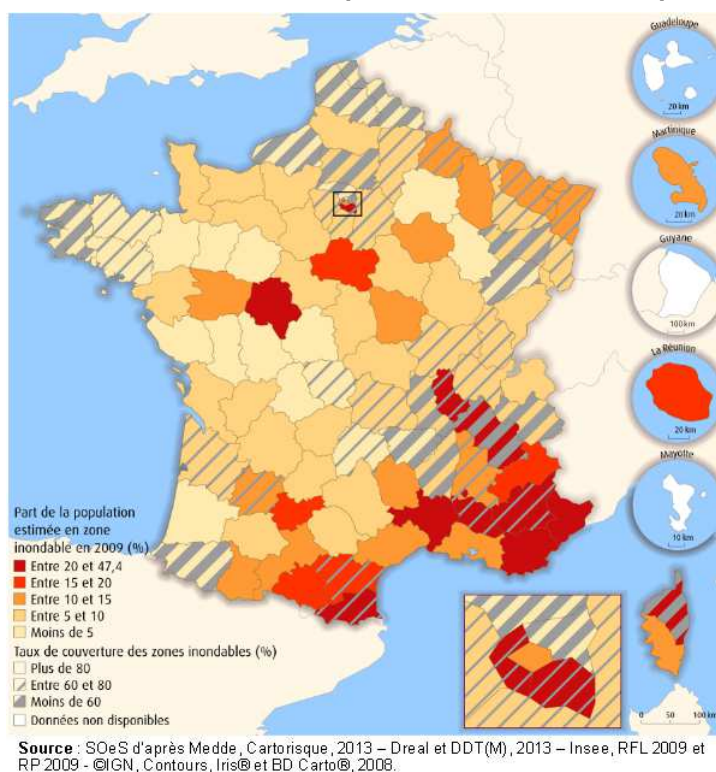 Guadeloupe
20 km
Martinique
20 km
Guyane
100 km
La Réunion
20 km
Mayotte
10 km
Part de la population
estimée en zone
inondable en 2009 (%)
Entre 20 et 47,4
Entre 15 et 20
Entre 10 et 15
Entre 5 et 10
Moins de 5
Taux de couverture des zones inondables (%)
Plus de 80
Entre 60 et 80
Moins de 60
Données non disponibles
0 50 100 km
Source : SOeS d'après Medde, Cartorisque, 2013 – Dreal et DDT(M), 2013 – Insee, RFL 2009 et
RP 2009 - ©IGN, Contours, Iris® et BD Carto®, 2008.